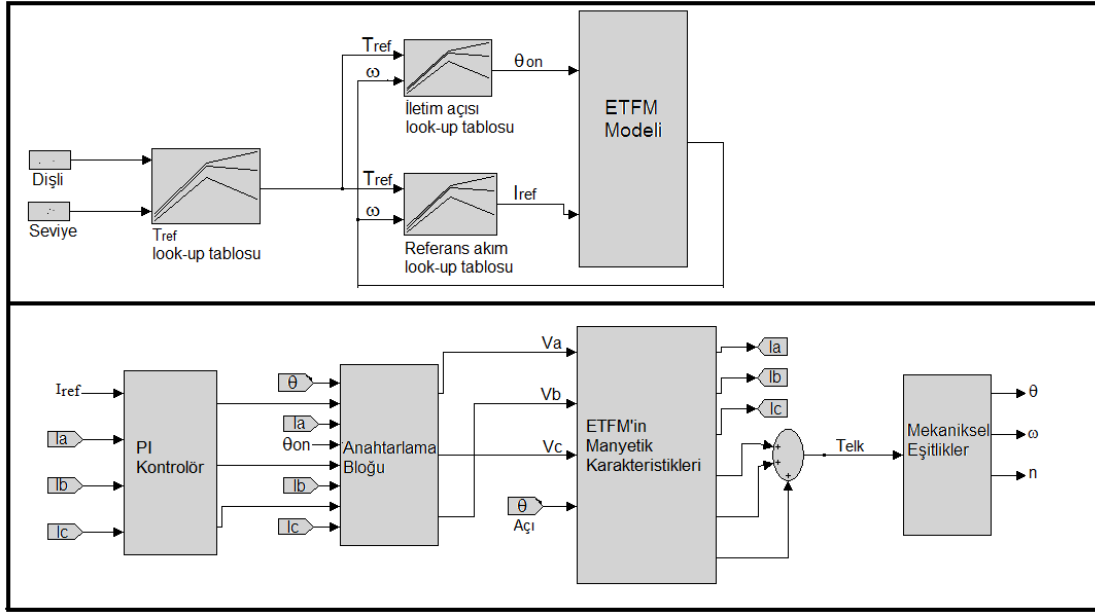 Tref
ω
θon
İletim açısı
look-up tablosu
ETFM
Modeli
Dişli
Seviye
Tref
look-up tablosu
Tref
ω
Iref
Referans akım
look-up tablosu
Iref
Ia
Ib
Ic
PI
Kontrolör
θ
Ia
θon
Ib
Ic
Anahtarlama
Bloğu
Va
Vb
Vc
θ
Açı
ETFM'in
Manyetik
Karakteristikleri
Ia
Ib
Ic
+
+
+
Telk
Mekaniksel
Eşitlikler
θ
ω
n